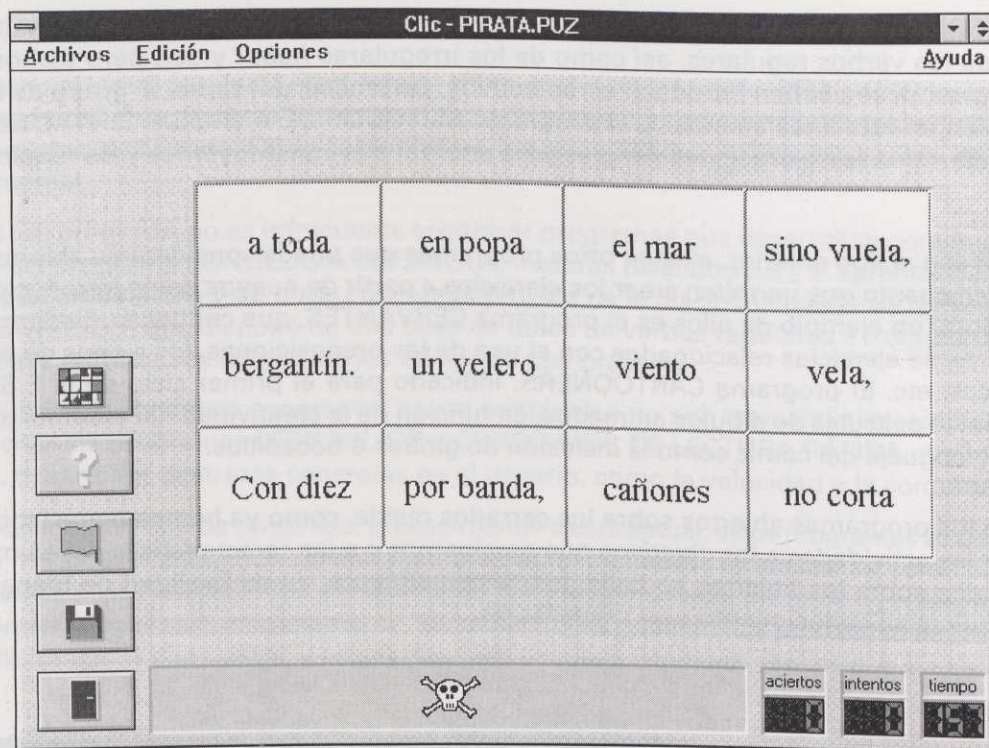 Clic - PIRATA.PUZ
Archivos Edición Opciones Ayuda
a toda en popa el mar sino vuela,
bergantín. un velero viento vela,
Con diez por banda, cañones no corta
aciertos intentos tiempo